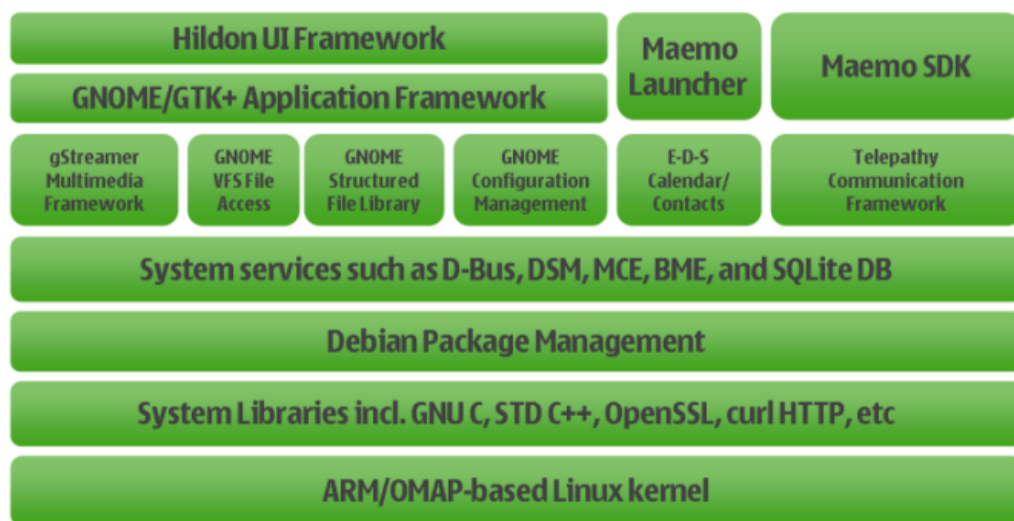 Hildon UI Framework
GNOME/GTK+ Application Framework
Maemo
Launcher
Maemo SDK
gStreamer
Multimedia
Framework
GNOME
VFS File
Access
GNOME
Structured
File Library
GNOME
Configuration
Management
E-D-S
Calendar/
Contacts
Telepathy
Communication
Framework
System services such as D-Bus, DSM, MCE, BME, and SQLite DB
Debian Package Management
System Libraries incl. GNU C, STD C++, OpenSSL, curl HTTP, etc
ARM/OMAP-based Linux kernel